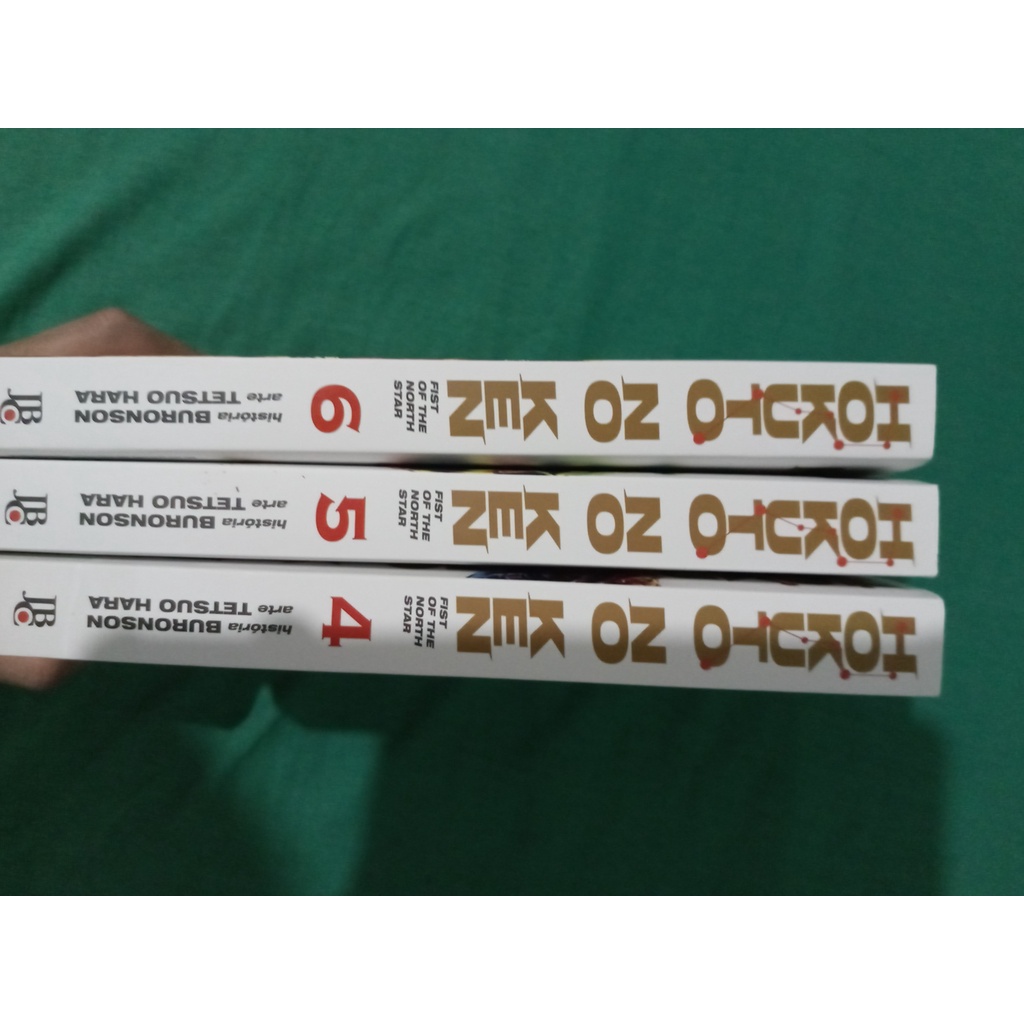 HOKUTO
NO
KEN
FIST
OF THE
NORTH
STAR
6
história BURONSON
arte TETSUO HARA
JBC
HOKUTO
NO
KEN
FIST
OF THE
NORTH
STAR
5
história BURONSON
arte TETSUO HARA
JBC
HOKUTO
NO
KEN
FIST
OF THE
NORTH
STAR
4
história BURONSON
arte TETSUO HARA
JBC